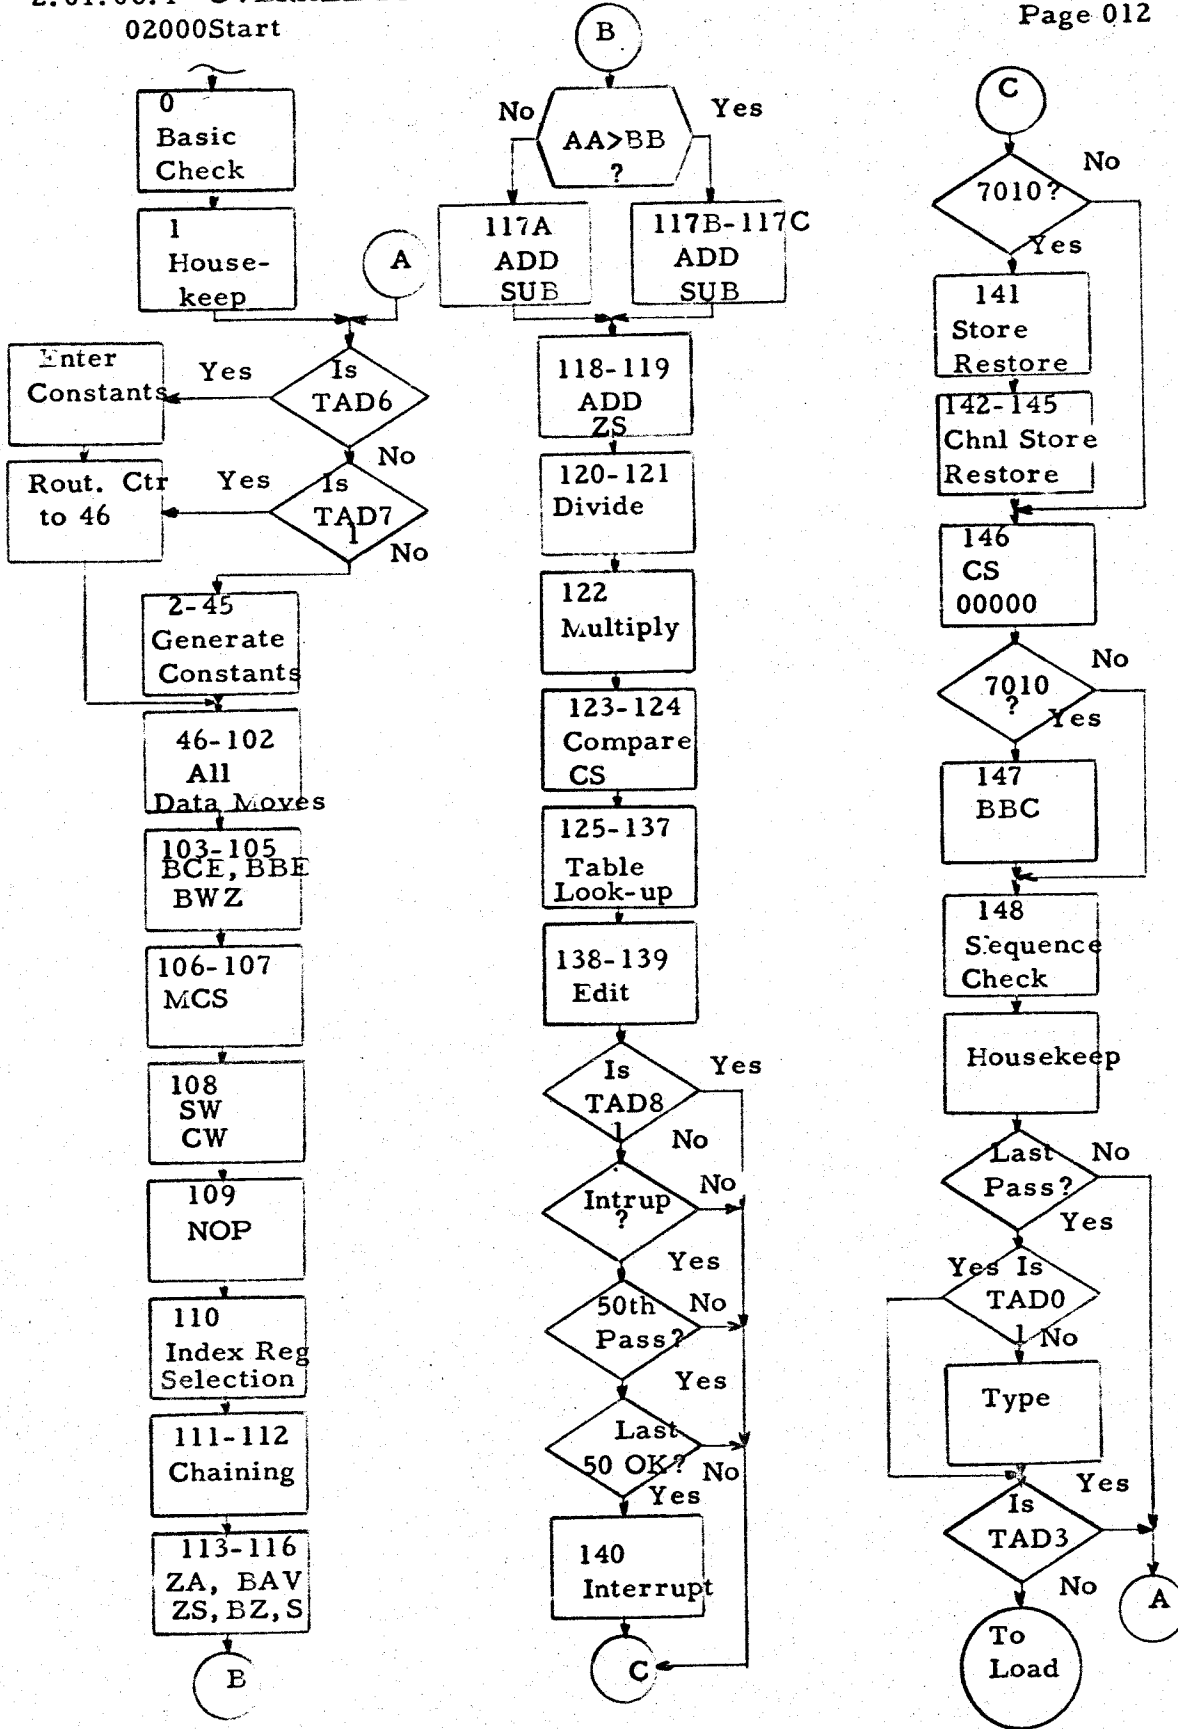 2.01.00.1
02000Start
Page 012
0
Basic
Check
1
House-
keep
A
Is
TAD6
Yes
No
Enter
Constants
Is
TAD7
1
Yes
No
Rout. Ctr
to 46
2-45
Generate
Constants
46-102
All
Data Moves
103-105
BCE, BBE
BWZ
106-107
MCS
108
SW
CW
109
NOP
110
Index Reg
Selection
111-112
Chaining
113-116
ZA, BAV
ZS, BZ, S
B
B
No
Yes
AA>BB
?
117A
ADD
SUB
117B-117C
ADD
SUB
118-119
ADD
ZS
120-121
Divide
122
Multiply
123-124
Compare
CS
125-137
Table
Look-up
138-139
Edit
Is
TAD8
1
Yes
No
Intrup
?
No
Yes
50th
Pass?
No
Yes
Last
50 OK?
No
Yes
140
Interrupt
C
C
7010?
No
Yes
141
Store
Restore
142-145
Chnl Store
Restore
146
CS
00000
7010
?
No
Yes
147
BBC
148
Sequence
Check
Housekeep
Last
Pass?
No
Yes
Yes
Is
TAD0
1
No
Type
Is
TAD3
Yes
No
A
To
Load